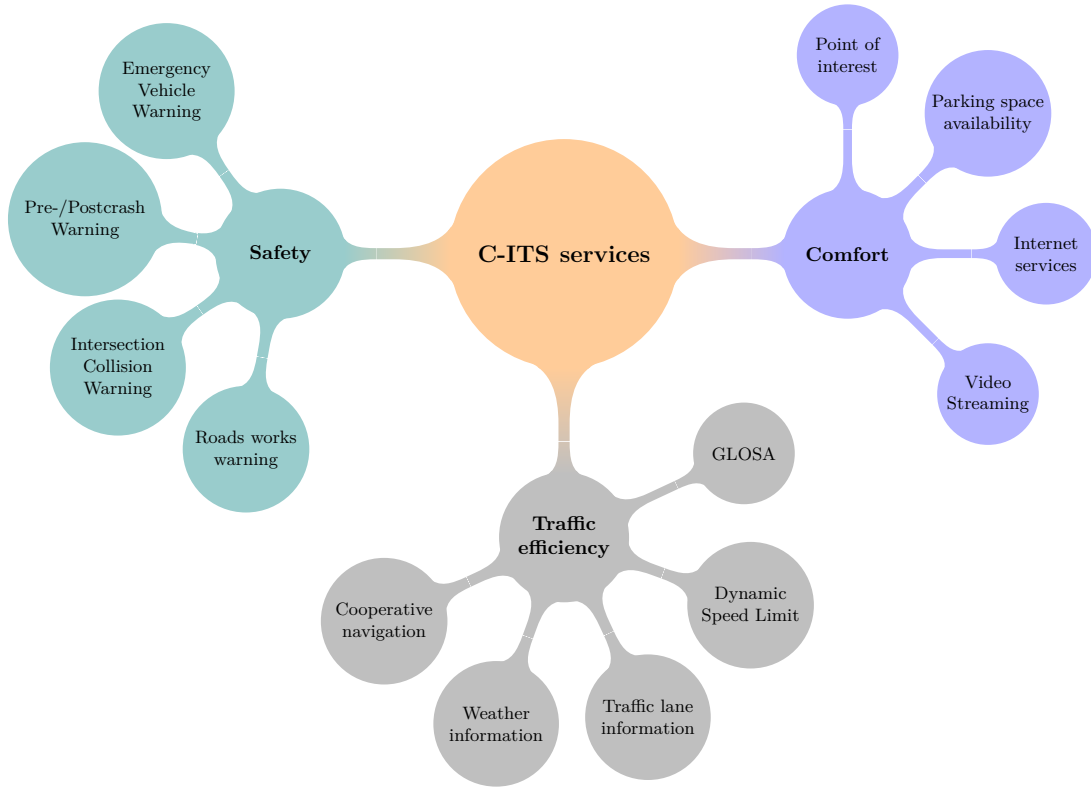 C-ITS services
Safety
Emergency
Vehicle
Warning
Pre-/Postcrash
Warning
Intersection
Collision
Warning
Roads works
warning
Comfort
Point of
interest
Parking space
availability
Internet
services
Video
Streaming
Traffic
efficiency
GLOSA
Dynamic
Speed Limit
Traffic lane
information
Weather
information
Cooperative
navigation